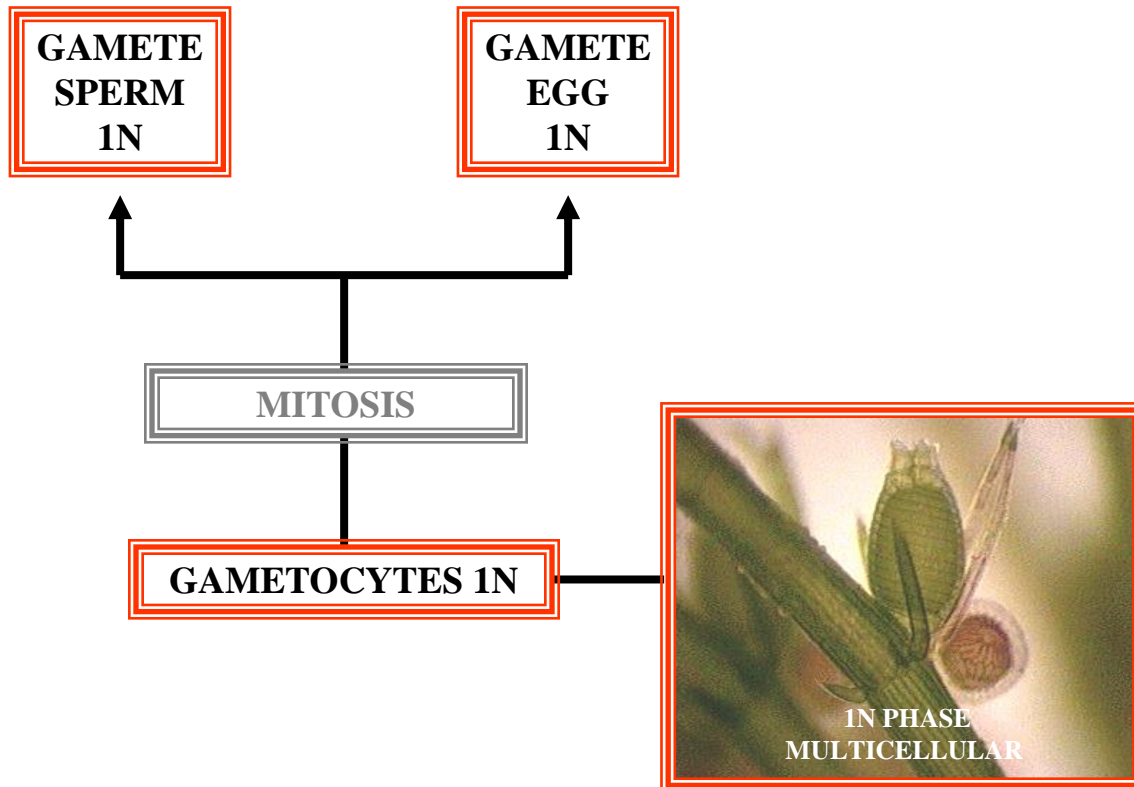 GAMETE
SPERM
1N
GAMETE
EGG
1N
MITOSIS
GAMETOCYTES 1N
1N PHASE
MULTICELLULAR